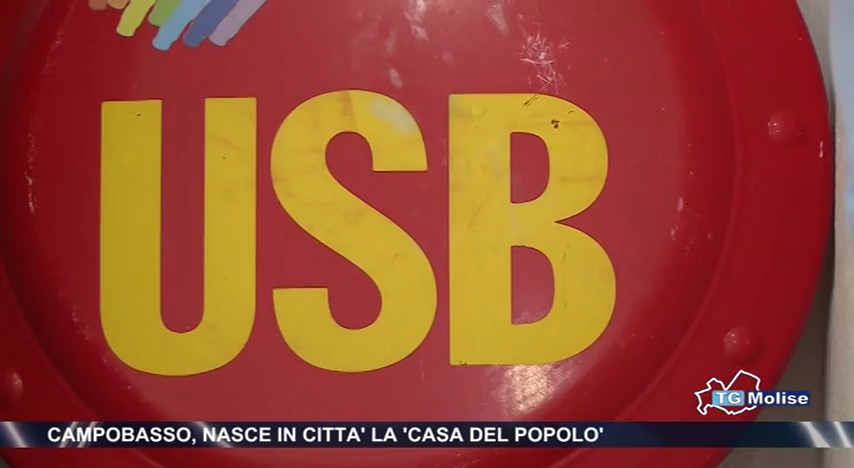 USB
TG Molise
CAMPOBASSO, NASCE IN CITTA' LA 'CASA DEL POPOLO'